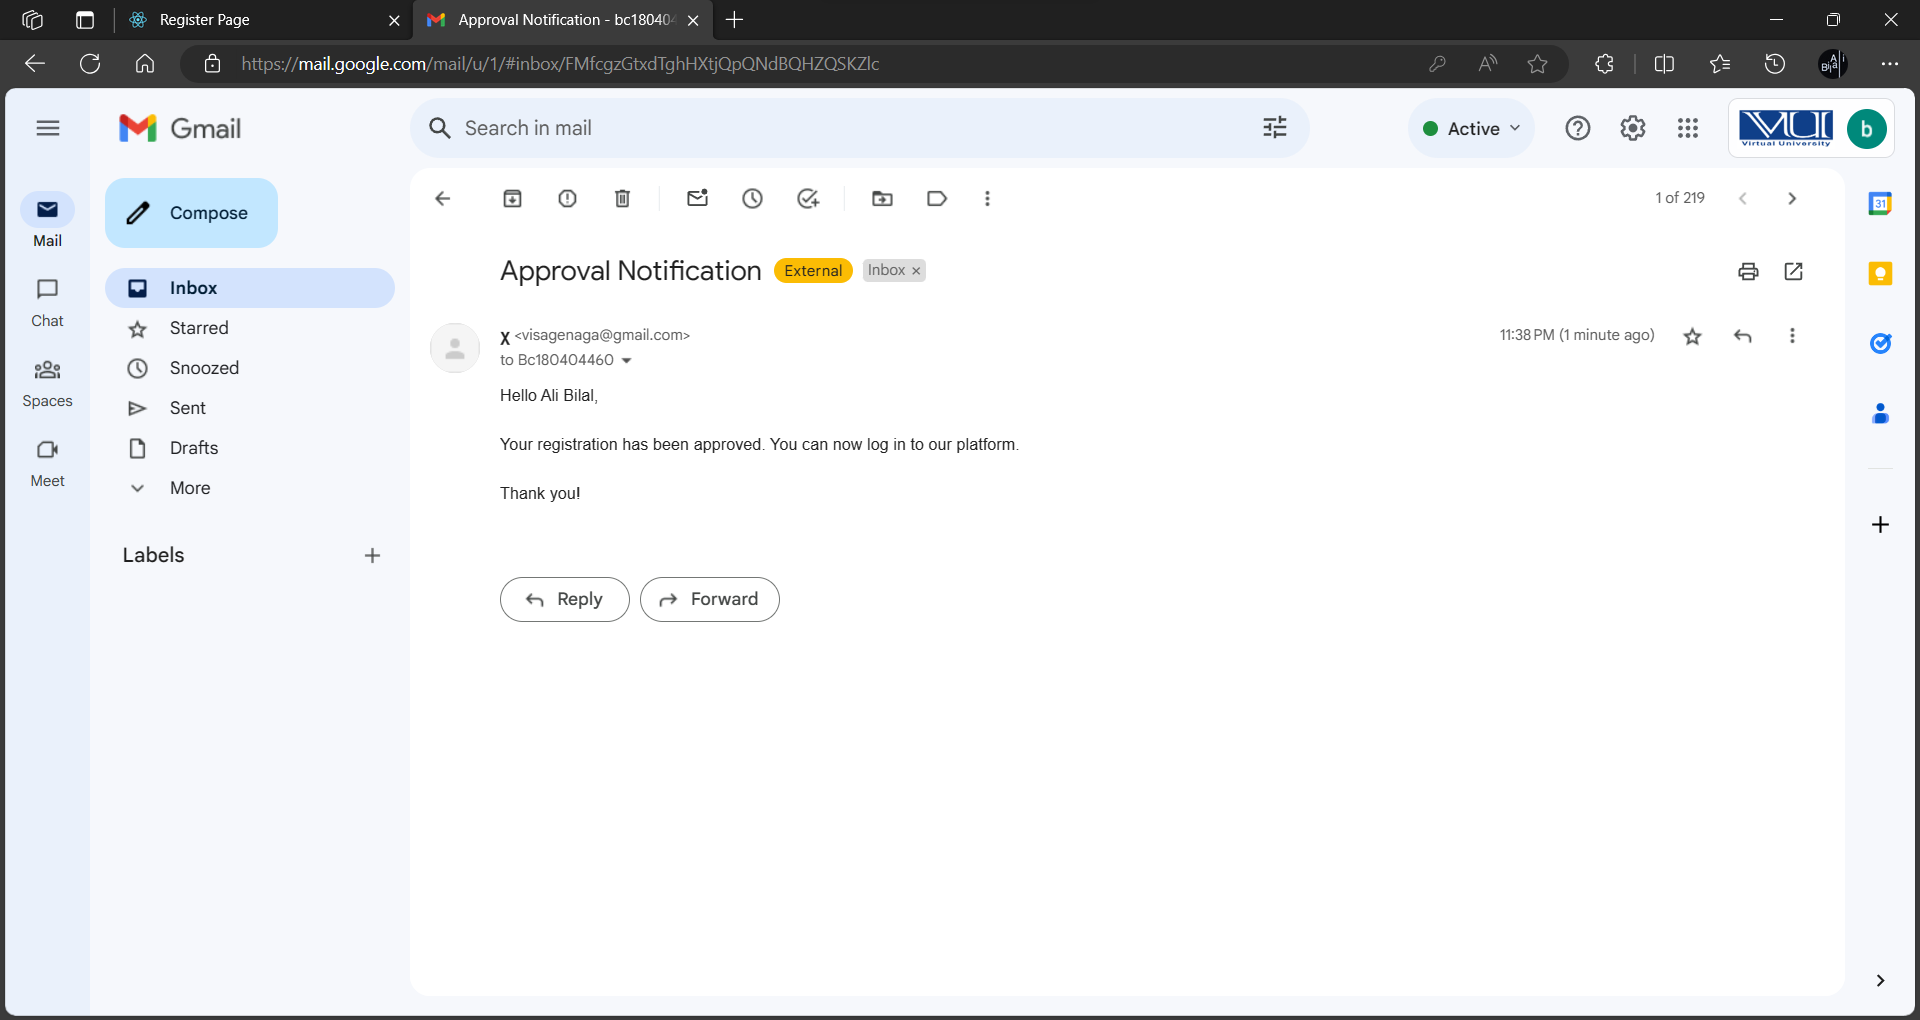 Register Page
Approval Notification - bc18040
https://mail.google.com/mail/u/1/#inbox/FMfcgzGtxdTghHXtjQpQNdBQHZQSKZlc
Gmail
Search in mail
Active
VU
Virtual University
b
Compose
1 of 219
31
Mail
Inbox
Approval Notification External Inbox ×
Chat
Starred
X <visagenaga@gmail.com>
11:38 PM (1 minute ago)
to Bc180404460
Snoozed
Hello Ali Bilal,
Spaces
Sent
Drafts
Your registration has been approved. You can now log in to our platform.
Meet
More
Thank you!
Labels
Reply
Forward